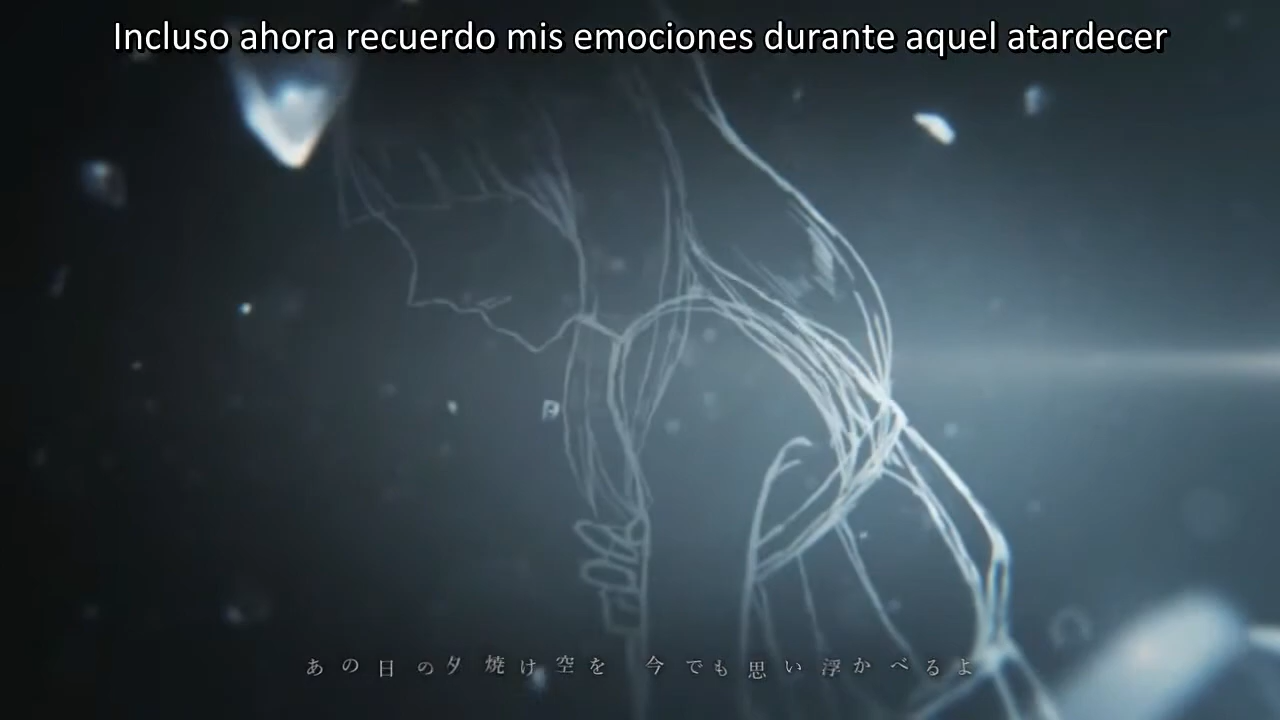 Incluso ahora recuerdo mis emociones durante aquel atardecer
あの日の夕焼け空を 今でも思い浮かべるよ